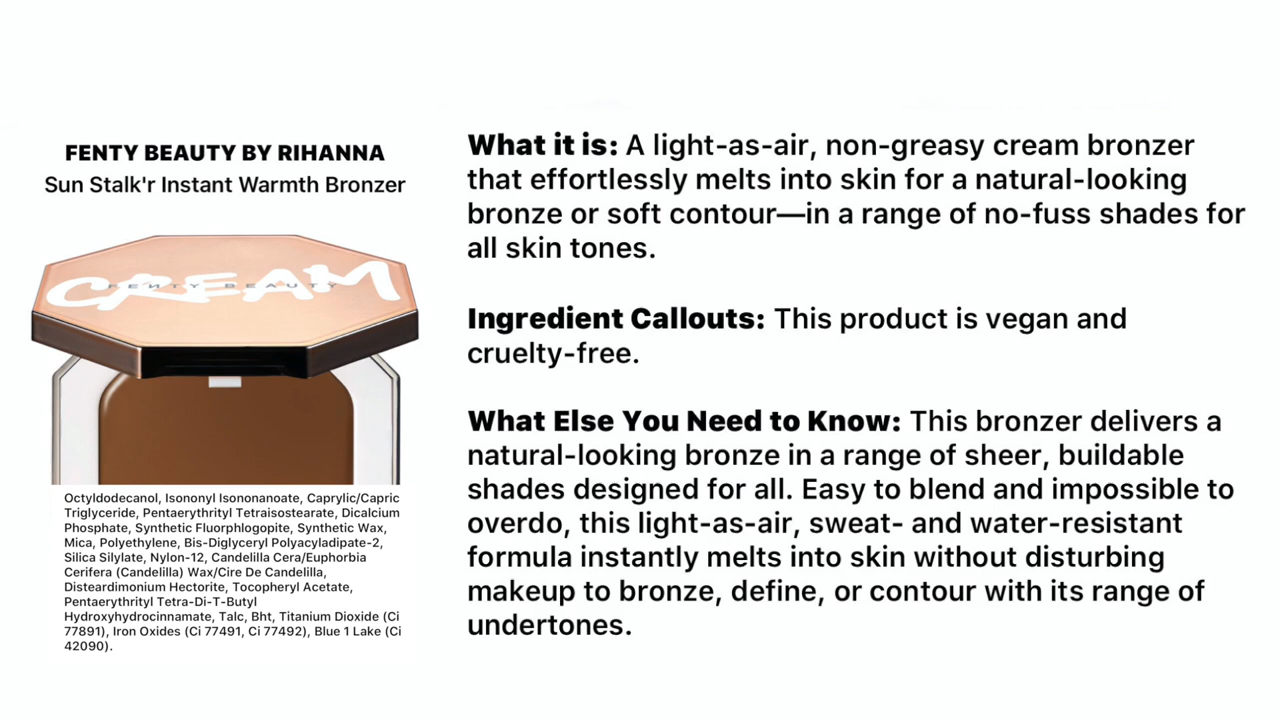 FENTY BEAUTY BY RIHANNA
Sun Stalk'r Instant Warmth Bronzer
CREAM
FENTY BEAUTY
Octyldodecanol, Isononyl Isononanoate, Caprylic/Capric
Triglyceride, Pentaerythrityl Tetraisostearate, Dicalcium
Phosphate, Synthetic Fluorphlogopite, Synthetic Wax,
Mica, Polyethylene, Bis-Diglyceryl Polyacyladipate-2,
Silica Silylate, Nylon-12, Candelilla Cera/Euphorbia
Cerifera (Candelilla) Wax/Cire De Candelilla,
Disteardimonium Hectorite, Tocopheryl Acetate,
Pentaerythrityl Tetra-Di-T-Butyl
Hydroxyhydrocinnamate, Talc, Bht, Titanium Dioxide (Ci
77891), Iron Oxides (Ci 77491, Ci 77492), Blue 1 Lake (Ci
42090).
What it is: A light-as-air, non-greasy cream bronzer
that effortlessly melts into skin for a natural-looking
bronze or soft contour—in a range of no-fuss shades for
all skin tones.
Ingredient Callouts: This product is vegan and
cruelty-free.
What Else You Need to Know: This bronzer delivers a
natural-looking bronze in a range of sheer, buildable
shades designed for all. Easy to blend and impossible to
overdo, this light-as-air, sweat- and water-resistant
formula instantly melts into skin without disturbing
makeup to bronze, define, or contour with its range of
undertones.